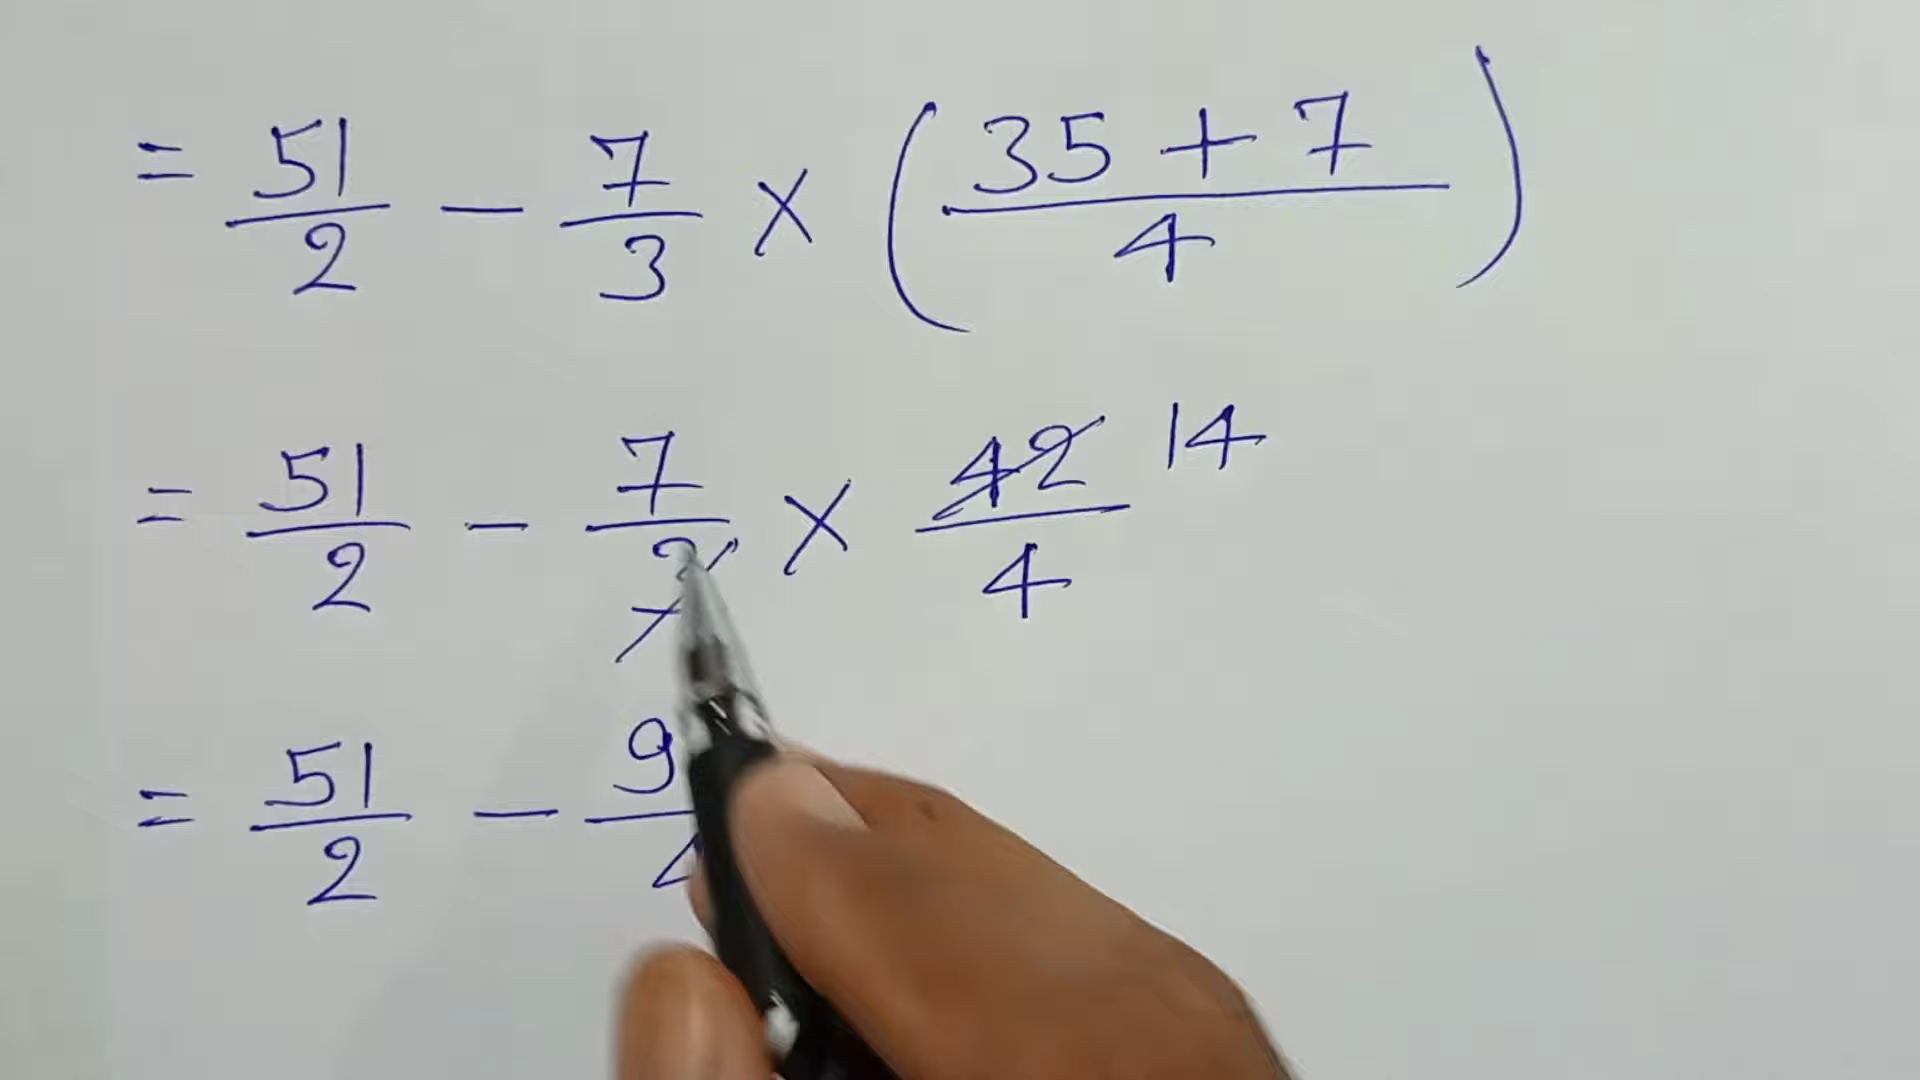 = 51/2 - 7/3 × (35 + 7/4)
= 51/2 - 7/3 × 42/4 14
= 51/2 - 9